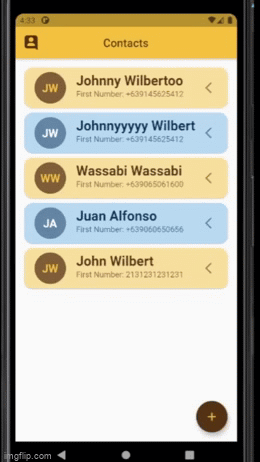 4:33
Contacts
JW
Johnny Wilbertoo
First Number: +639145625412
JW
Johnnyyyyy Wilbert
First Number: +639145625412
WW
Wassabi Wassabi
First Number: +639065061600
JA
Juan Alfonso
First Number: +639060650656
JW
John Wilbert
First Number: 2131231231231
+
imgflip.com